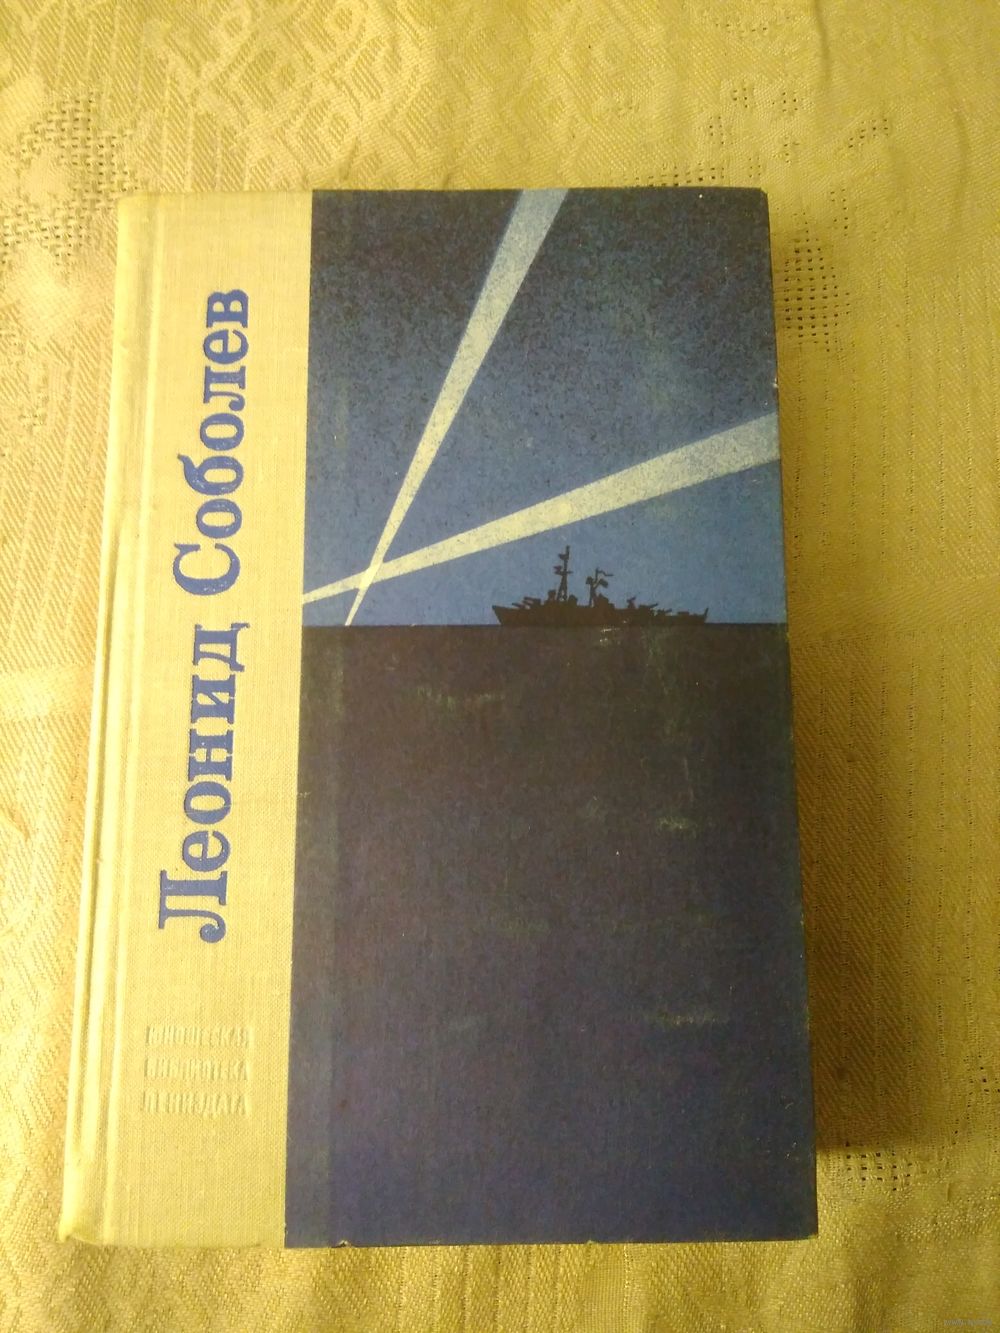 Леонид Соболев
ЮНОШЕСКАЯ
БИБЛИОТЕКА
ЛЕНИЗДАТА